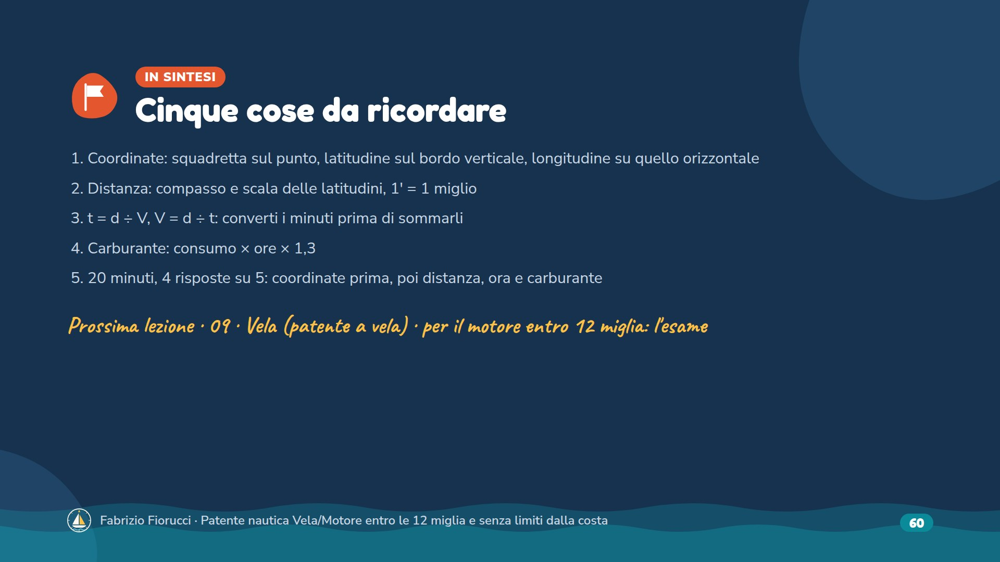 IN SINTESI
Cinque cose da ricordare
1. Coordinate: squadretta sul punto, latitudine sul bordo verticale, longitudine su quello orizzontale
2. Distanza: compasso e scala delle latitudini, 1' = 1 miglio
3. t = d ÷ V, V = d ÷ t: converti i minuti prima di sommarli
4. Carburante: consumo × ore × 1,3
5. 20 minuti, 4 risposte su 5: coordinate prima, poi distanza, ora e carburante
Prossima lezione · 09 · Vela (patente a vela) · per il motore entro 12 miglia: l'esame
Fabrizio Fiorucci · Patente nautica Vela/Motore entro le 12 miglia e senza limiti dalla costa
60